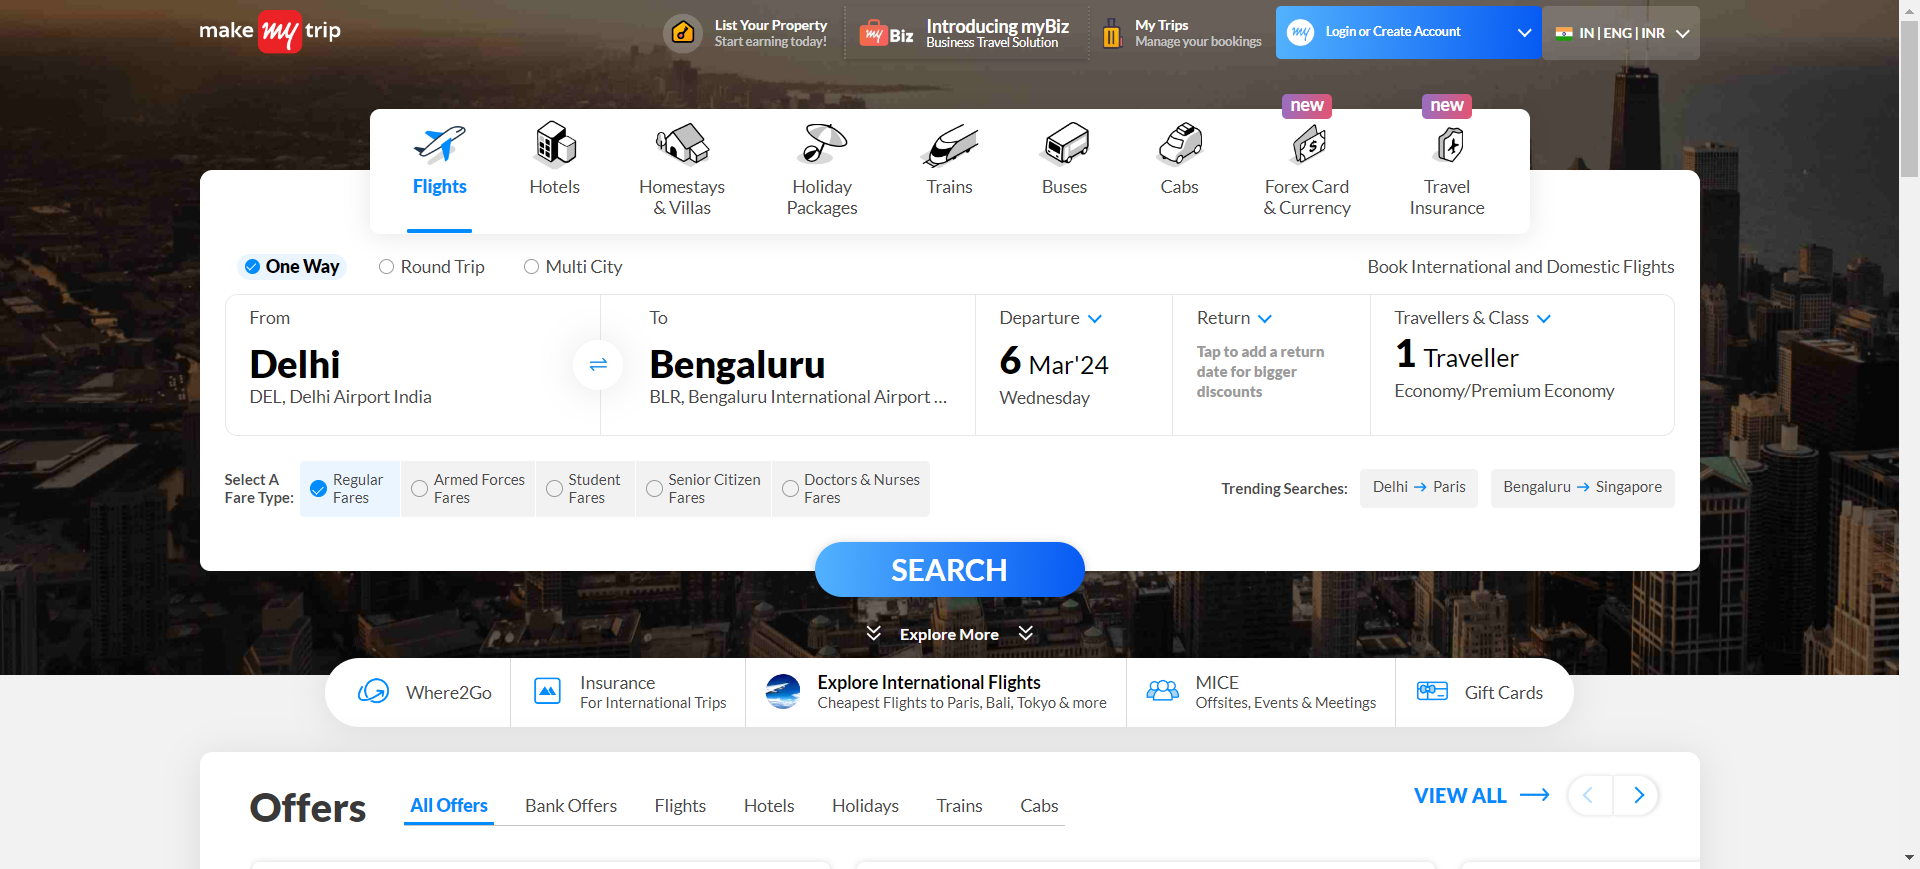 make my trip
List Your Property
Start earning today!
my Biz
Introducing myBiz
Business Travel Solution
My Trips
Manage your bookings
my
Login or Create Account
IN | ENG | INR
new
new
Flights
Hotels
Homestays
& Villas
Holiday
Packages
Trains
Buses
Cabs
Forex Card
& Currency
Travel
Insurance
One Way
Round Trip
Multi City
Book International and Domestic Flights
From
Delhi
DEL, Delhi Airport India
To
Bengaluru
BLR, Bengaluru International Airport ...
Departure
6 Mar'24
Wednesday
Return
Tap to add a return
date for bigger
discounts
Travellers & Class
1 Traveller
Economy/Premium Economy
Select A
Fare Type:
Regular
Fares
Armed Forces
Fares
Student
Fares
Senior Citizen
Fares
Doctors & Nurses
Fares
Trending Searches:
Delhi → Paris
Bengaluru → Singapore
SEARCH
Explore More
Where2Go
Insurance
For International Trips
Explore International Flights
Cheapest Flights to Paris, Bali, Tokyo & more
MICE
Offsites, Events & Meetings
Gift Cards
Offers
All Offers
Bank Offers
Flights
Hotels
Holidays
Trains
Cabs
VIEW ALL